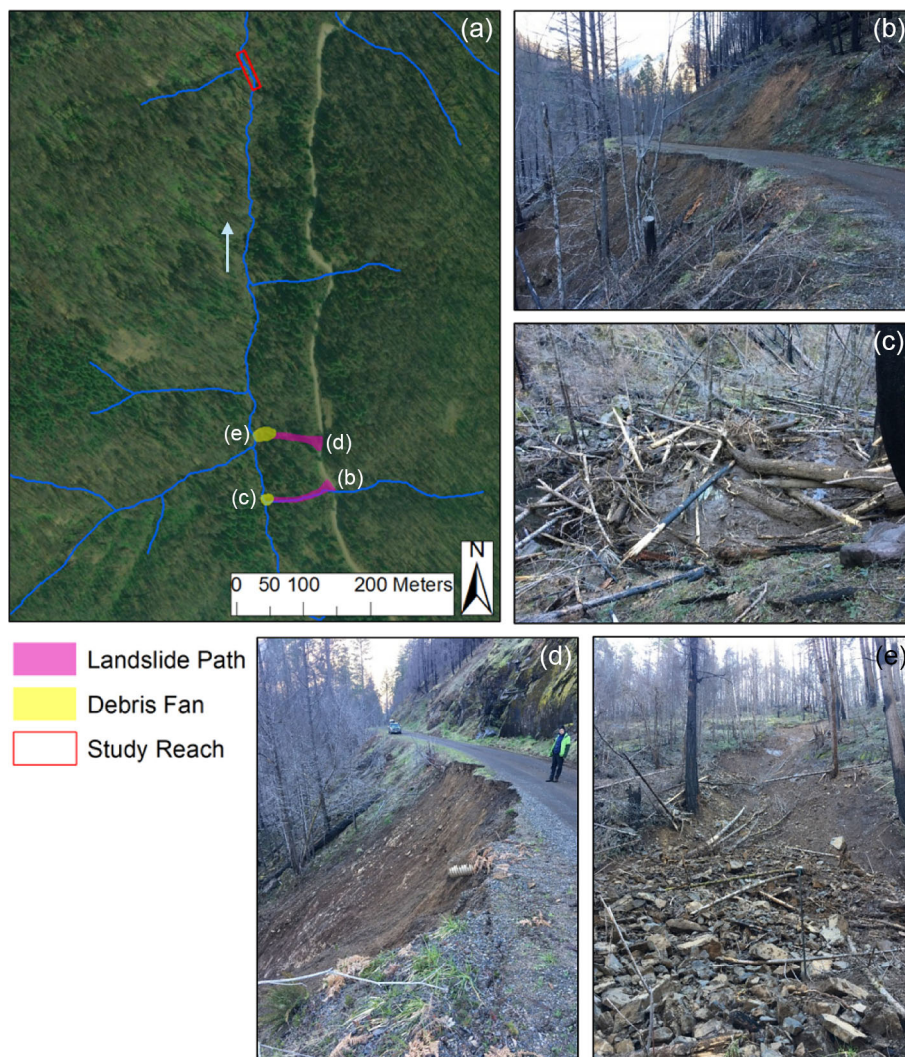 (a)
(e)
(d)
(b)
(c)
0 50 100 200 Meters
N
(b)
(c)
Landslide Path
Debris Fan
Study Reach
(d)
(e)